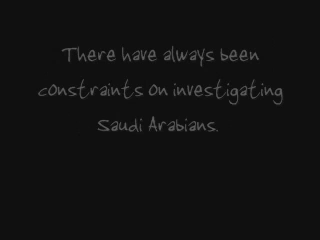 There have always been
constraints on investigating
Saudi Arabians.